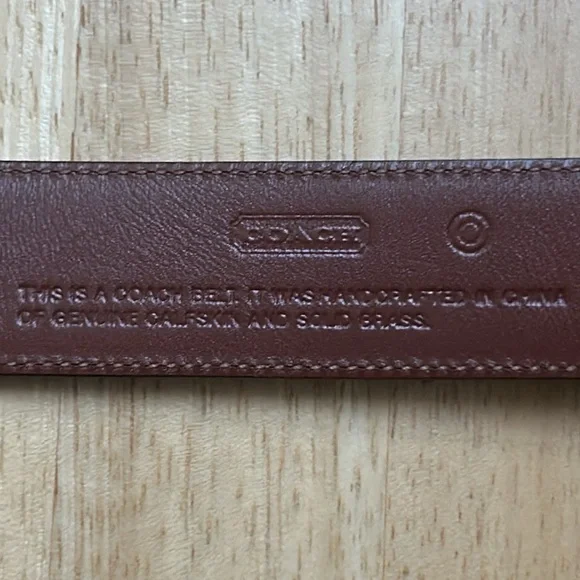 COACH ©
THIS IS A COACH BELT. IT WAS HANDCRAFTED IN CHINA
OF GENUINE CALFSKIN AND SOLID BRASS.